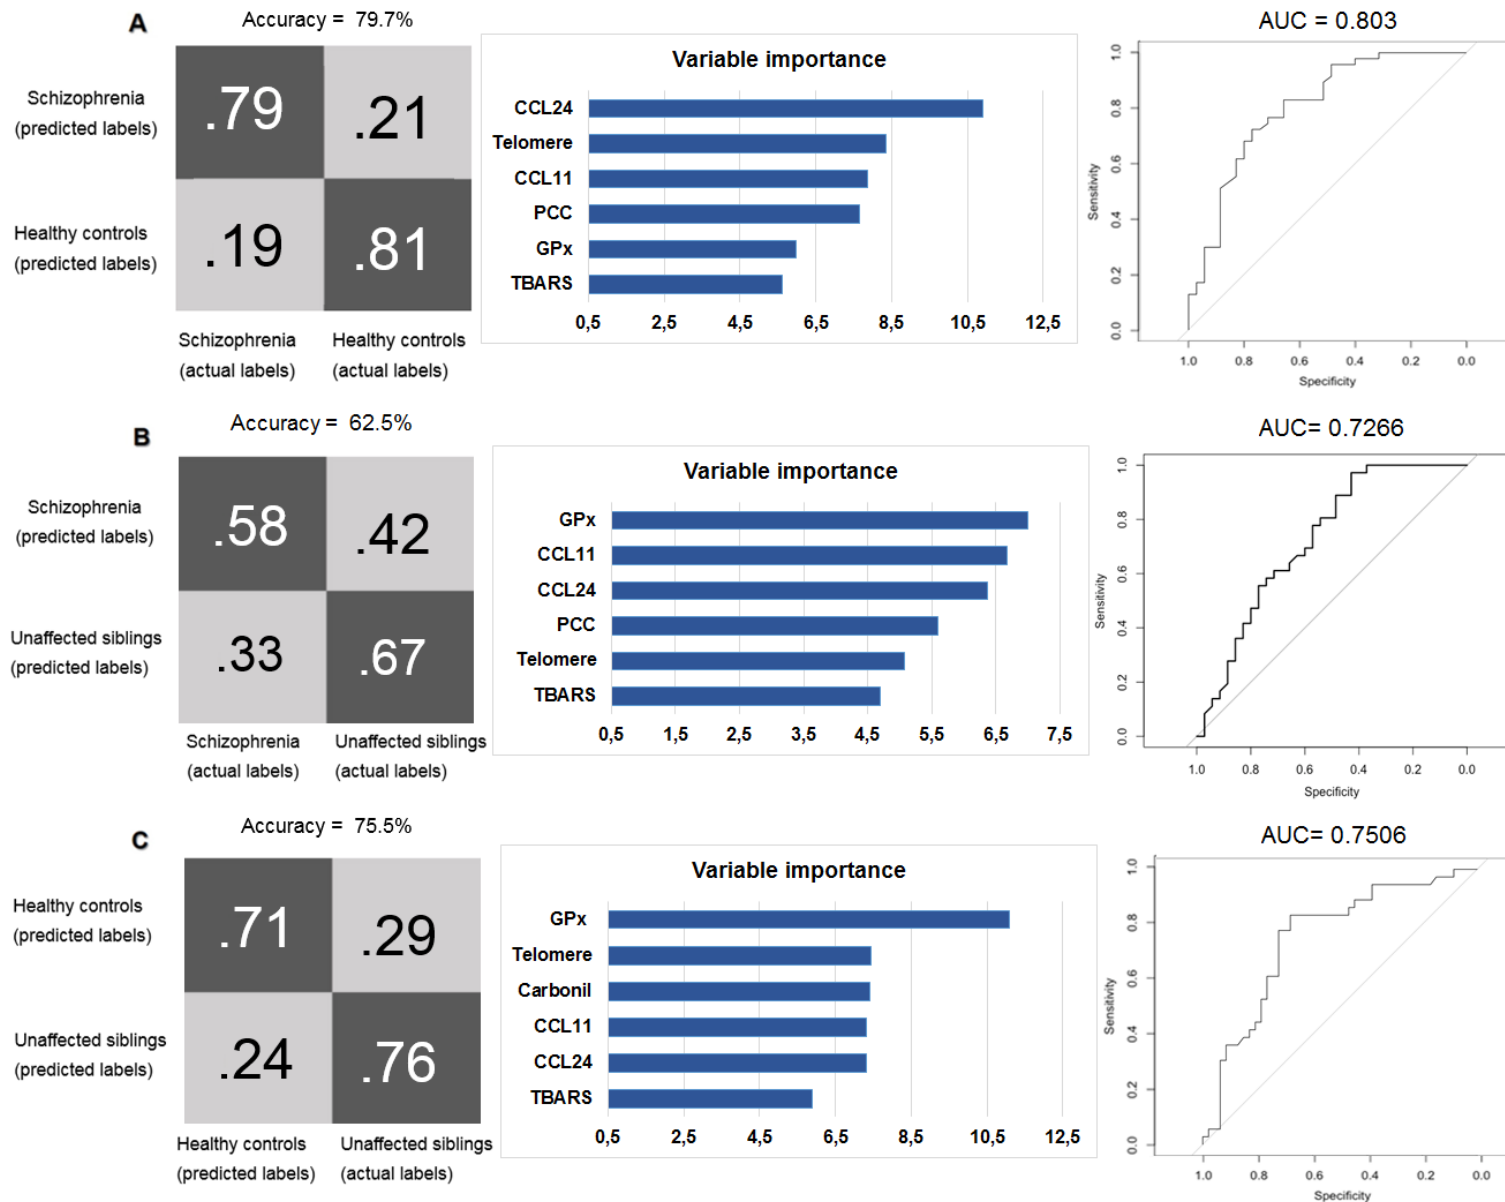 A
Accuracy = 79.7%
Schizophrenia
(predicted labels)
.79
.21
Healthy controls
(predicted labels)
.19
.81
Schizophrenia
(actual labels)
Healthy controls
(actual labels)
Variable importance
CCL24
Telomere
CCL11
PCC
GPx
TBARS
0,5 2,5 4,5 6,5 8,5 10,5 12,5
AUC = 0.803
Sensitivity
1.0
0.8
0.6
0.4
0.2
0.0
1.0 0.8 0.6 0.4 0.2 0.0
Specificity
B
Accuracy = 62.5%
Schizophrenia
(predicted labels)
.58
.42
Unaffected siblings
(predicted labels)
.33
.67
Schizophrenia
(actual labels)
Unaffected siblings
(actual labels)
Variable importance
GPx
CCL11
CCL24
PCC
Telomere
TBARS
0,5 1,5 2,5 3,5 4,5 5,5 6,5 7,5
AUC= 0.7266
Sensitivity
1.0
0.8
0.6
0.4
0.2
0.0
1.0 0.8 0.6 0.4 0.2 0.0
Specificity
C
Accuracy = 75.5%
Healthy controls
(predicted labels)
.71
.29
Unaffected siblings
(predicted labels)
.24
.76
Healthy controls
(predicted labels)
Unaffected siblings
(actual labels)
Variable importance
GPx
Telomere
Carbonil
CCL11
CCL24
TBARS
0,5 2,5 4,5 6,5 8,5 10,5 12,5
AUC= 0.7506
Sensitivity
1.0
0.8
0.6
0.4
0.2
0.0
1.0 0.8 0.6 0.4 0.2 0.0
Specificity